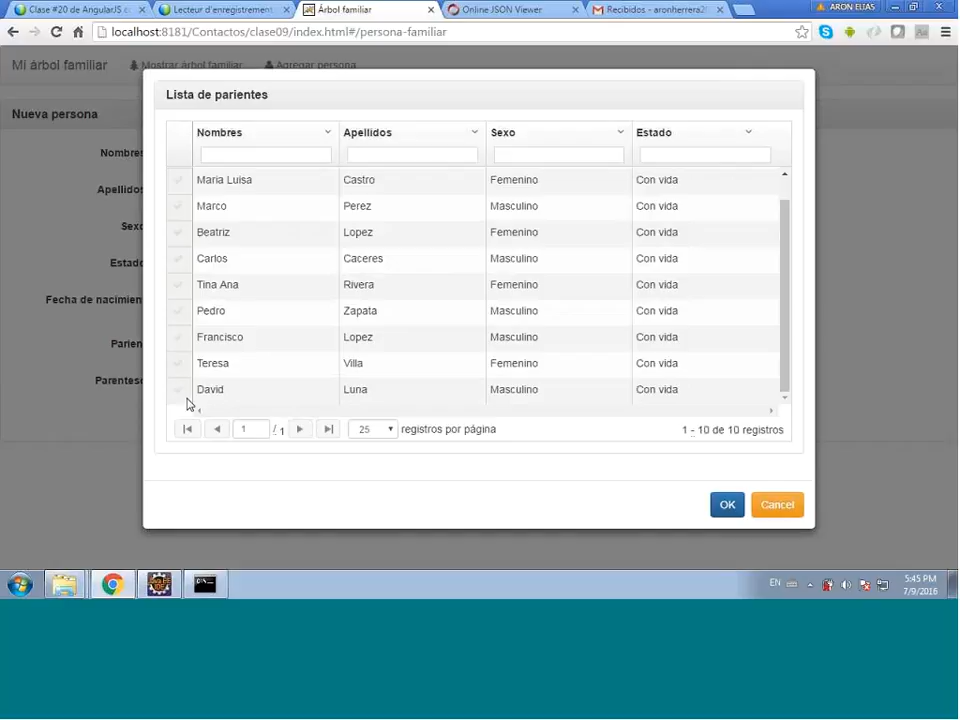 Clase #20 de AngularJS e
Lecteur d'enregistrement
Árbol familiar
Online JSON Viewer
Recibidos - aronherrera2
ARON ELIAS
localhost:8181/Contactos/clase09/index.html#/persona-familiar
Mi árbol familiar
Mostrar árbol familiar
Agregar persona
Lista de parientes
Nueva persona
Nombres Apellidos Sexo Estado
Nombres
Maria Luisa Castro Femenino Con vida
Apellidos
Marco Perez Masculino Con vida
Sexo
Beatriz Lopez Femenino Con vida
Estado
Carlos Caceres Masculino Con vida
Tina Ana Rivera Femenino Con vida
Fecha de nacimien
Pedro Zapata Masculino Con vida
Francisco Lopez Masculino Con vida
Parien
Teresa Villa Femenino Con vida
Parentesc
David Luna Masculino Con vida
1 / 1 25 registros por página 1 - 10 de 10 registros
OK Cancel
EN
5:45 PM
7/9/2016